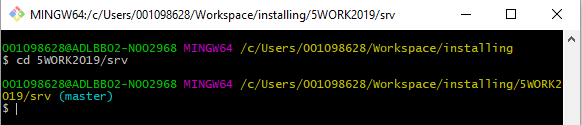 MINGW64:/c/Users/001098628/Workspace/installing/5WORK2019/srv
001098628@ADLBB02-N002968 MINGW64 /c/Users/001098628/Workspace/installing
$ cd 5WORK2019/srv
001098628@ADLBB02-N002968 MINGW64 /c/Users/001098628/Workspace/installing/5WORK2
019/srv (master)
$